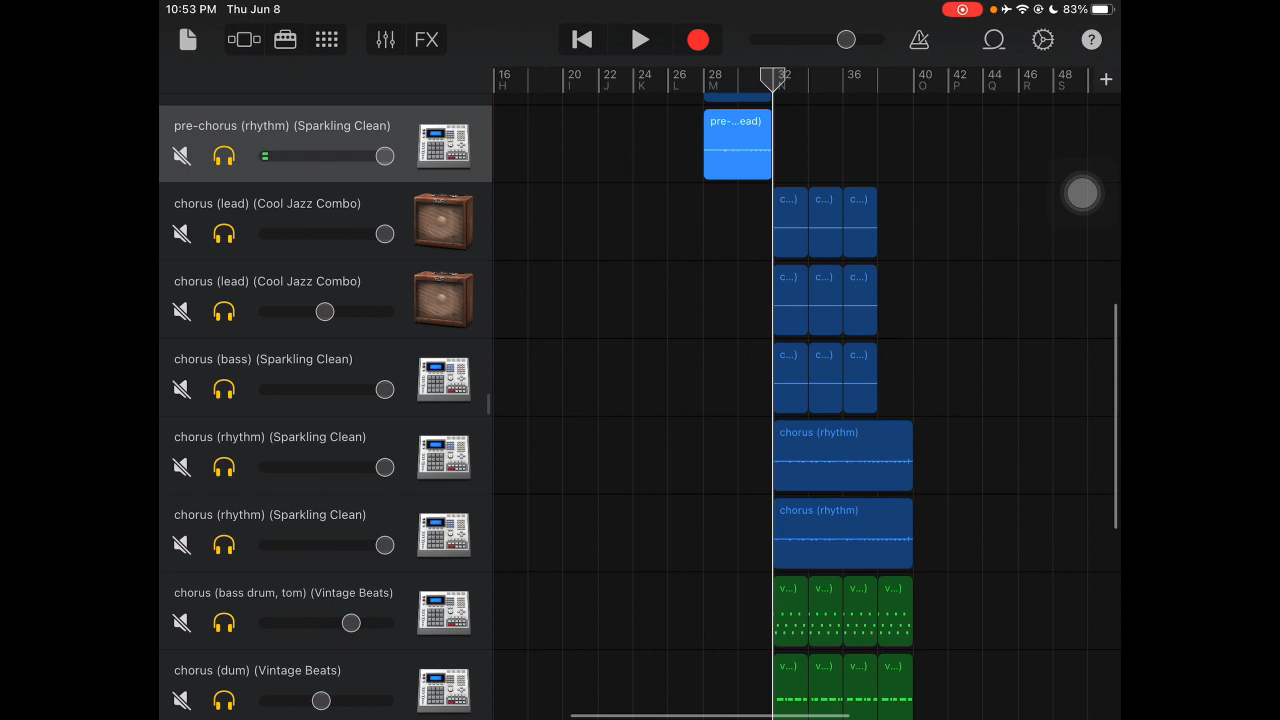 10:53 PM Thu Jun 8
83%
FX
?
16 20 22 24 26 28 32 36 40 42 44 46 48
H I J K L M N O P Q R S
+
pre-chorus (rhythm) (Sparkling Clean)
pre-...ead)
chorus (lead) (Cool Jazz Combo)
c...) c...) c...)
chorus (lead) (Cool Jazz Combo)
c...) c...) c...)
chorus (bass) (Sparkling Clean)
c...) c...) c...)
chorus (rhythm) (Sparkling Clean)
chorus (rhythm)
chorus (rhythm) (Sparkling Clean)
chorus (rhythm)
chorus (bass drum, tom) (Vintage Beats)
v...) v...) v...) v...)
chorus (dum) (Vintage Beats)
v...) v...) v...) v...)